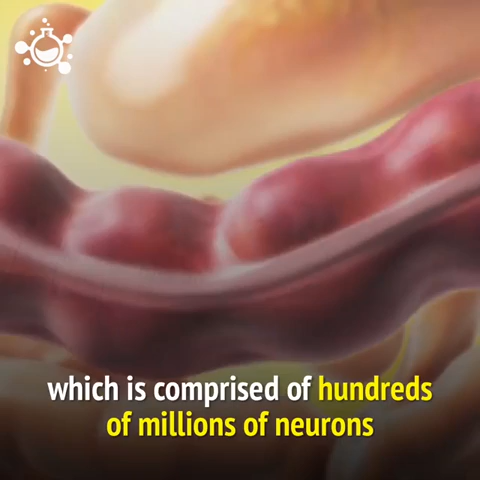 which is comprised of hundreds
of millions of neurons